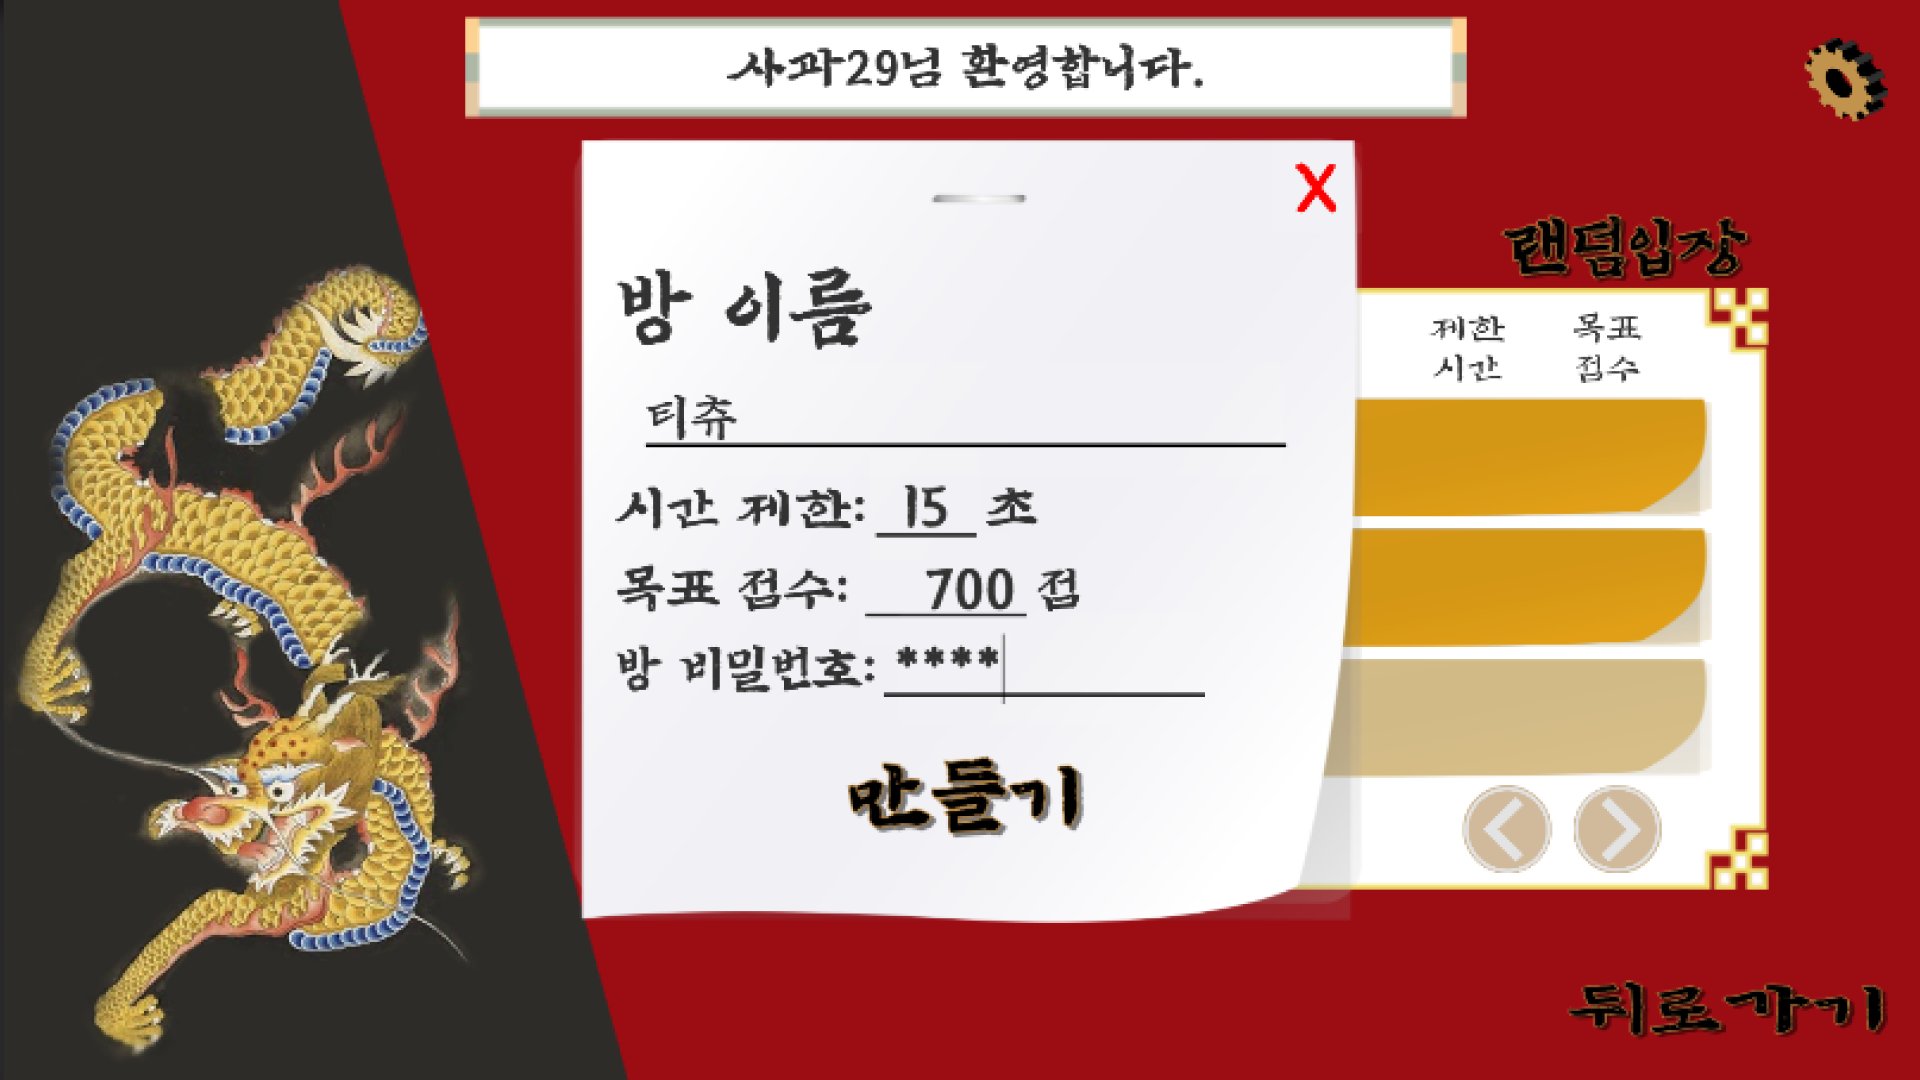 사과29님 환영합니다.
X
방 이름
티츄
시간 제한: 15 초
목표 점수: 700 점
방 비밀번호: ****
만들기
랜덤입장
제한 목표
시간 점수
뒤로가기